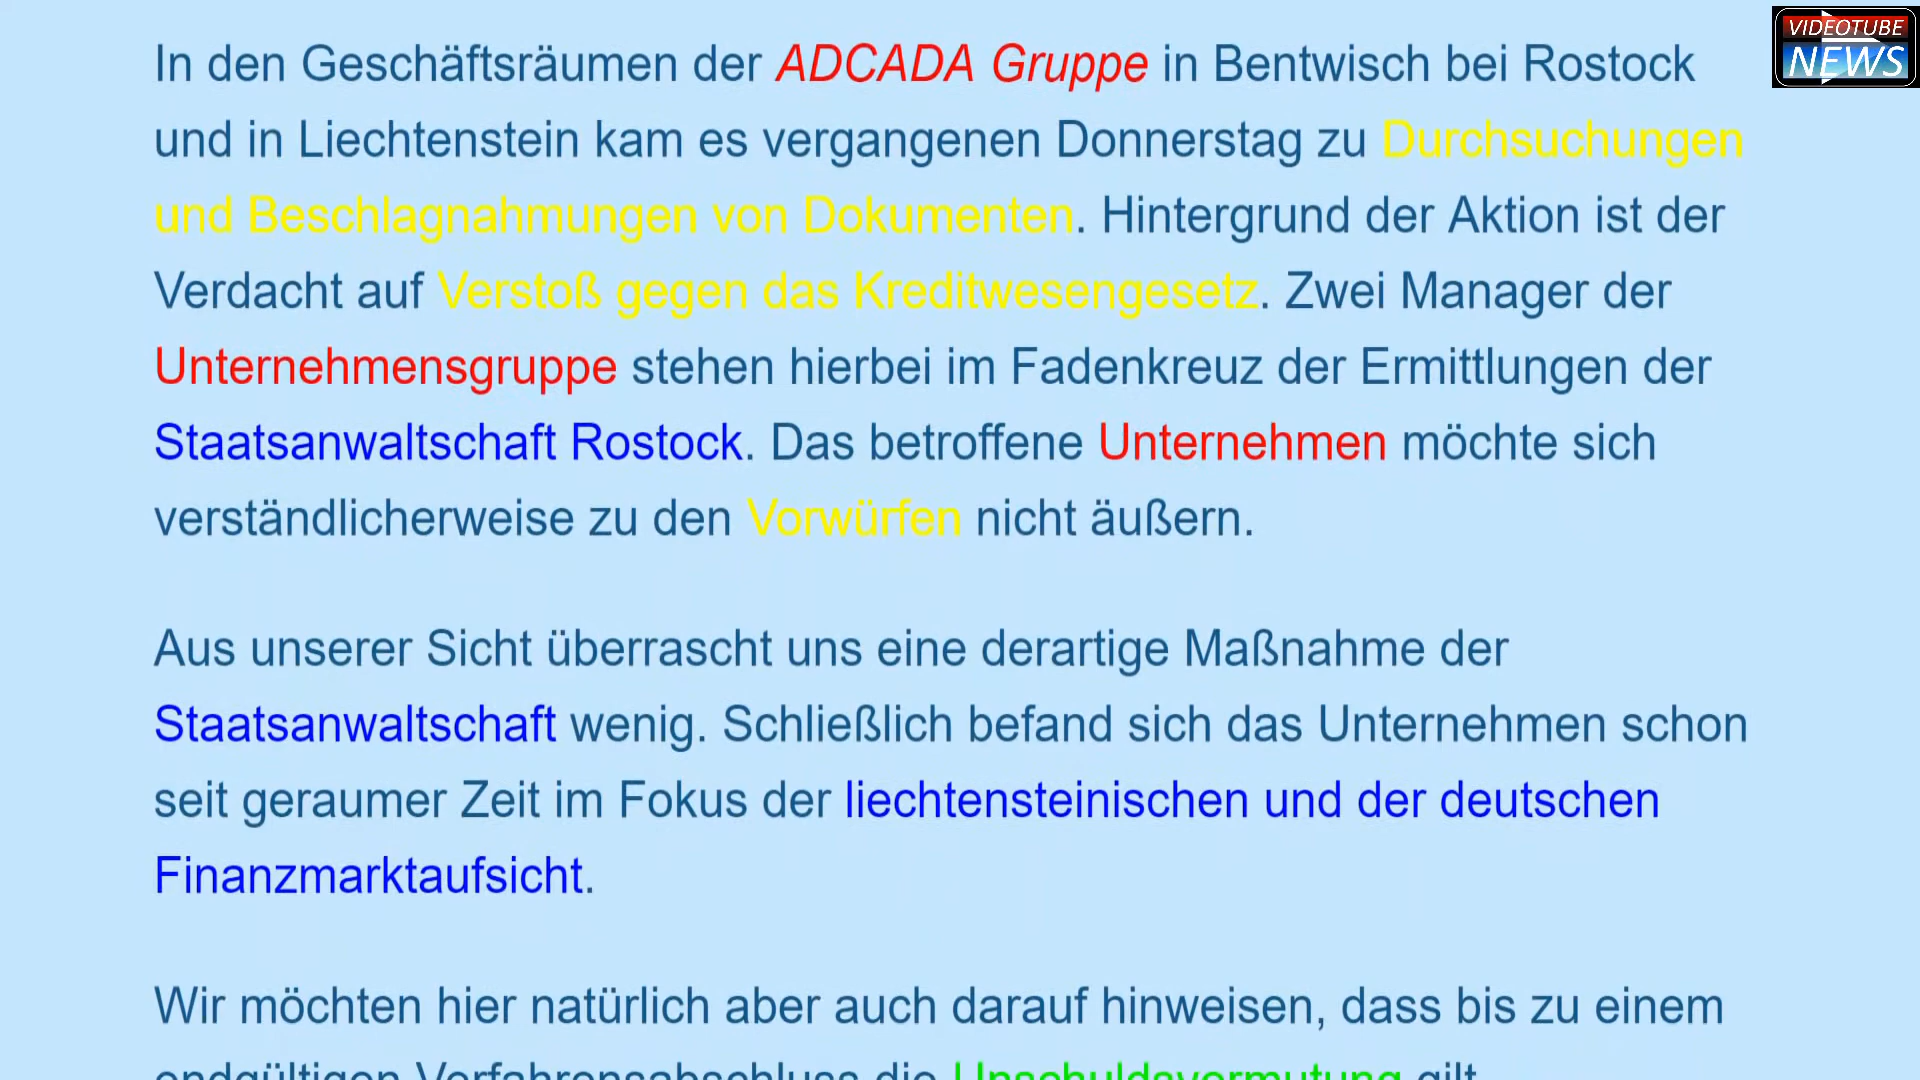 VIDEOTUBE
NEWS
In den Geschäftsräumen der ADCADA Gruppe in Bentwisch bei Rostock
und in Liechtenstein kam es vergangenen Donnerstag zu Durchsuchungen
und Beschlagnahmungen von Dokumenten. Hintergrund der Aktion ist der
Verdacht auf Verstoß gegen das Kreditwesengesetz. Zwei Manager der
Unternehmensgruppe stehen hierbei im Fadenkreuz der Ermittlungen der
Staatsanwaltschaft Rostock. Das betroffene Unternehmen möchte sich
verständlicherweise zu den Vorwürfen nicht äußern.
Aus unserer Sicht überrascht uns eine derartige Maßnahme der
Staatsanwaltschaft wenig. Schließlich befand sich das Unternehmen schon
seit geraumer Zeit im Fokus der liechtensteinischen und der deutschen
Finanzmarktaufsicht.
Wir möchten hier natürlich aber auch darauf hinweisen, dass bis zu einem
endgültigen Verfahrensabschluss die Unschuldsvermutung gilt